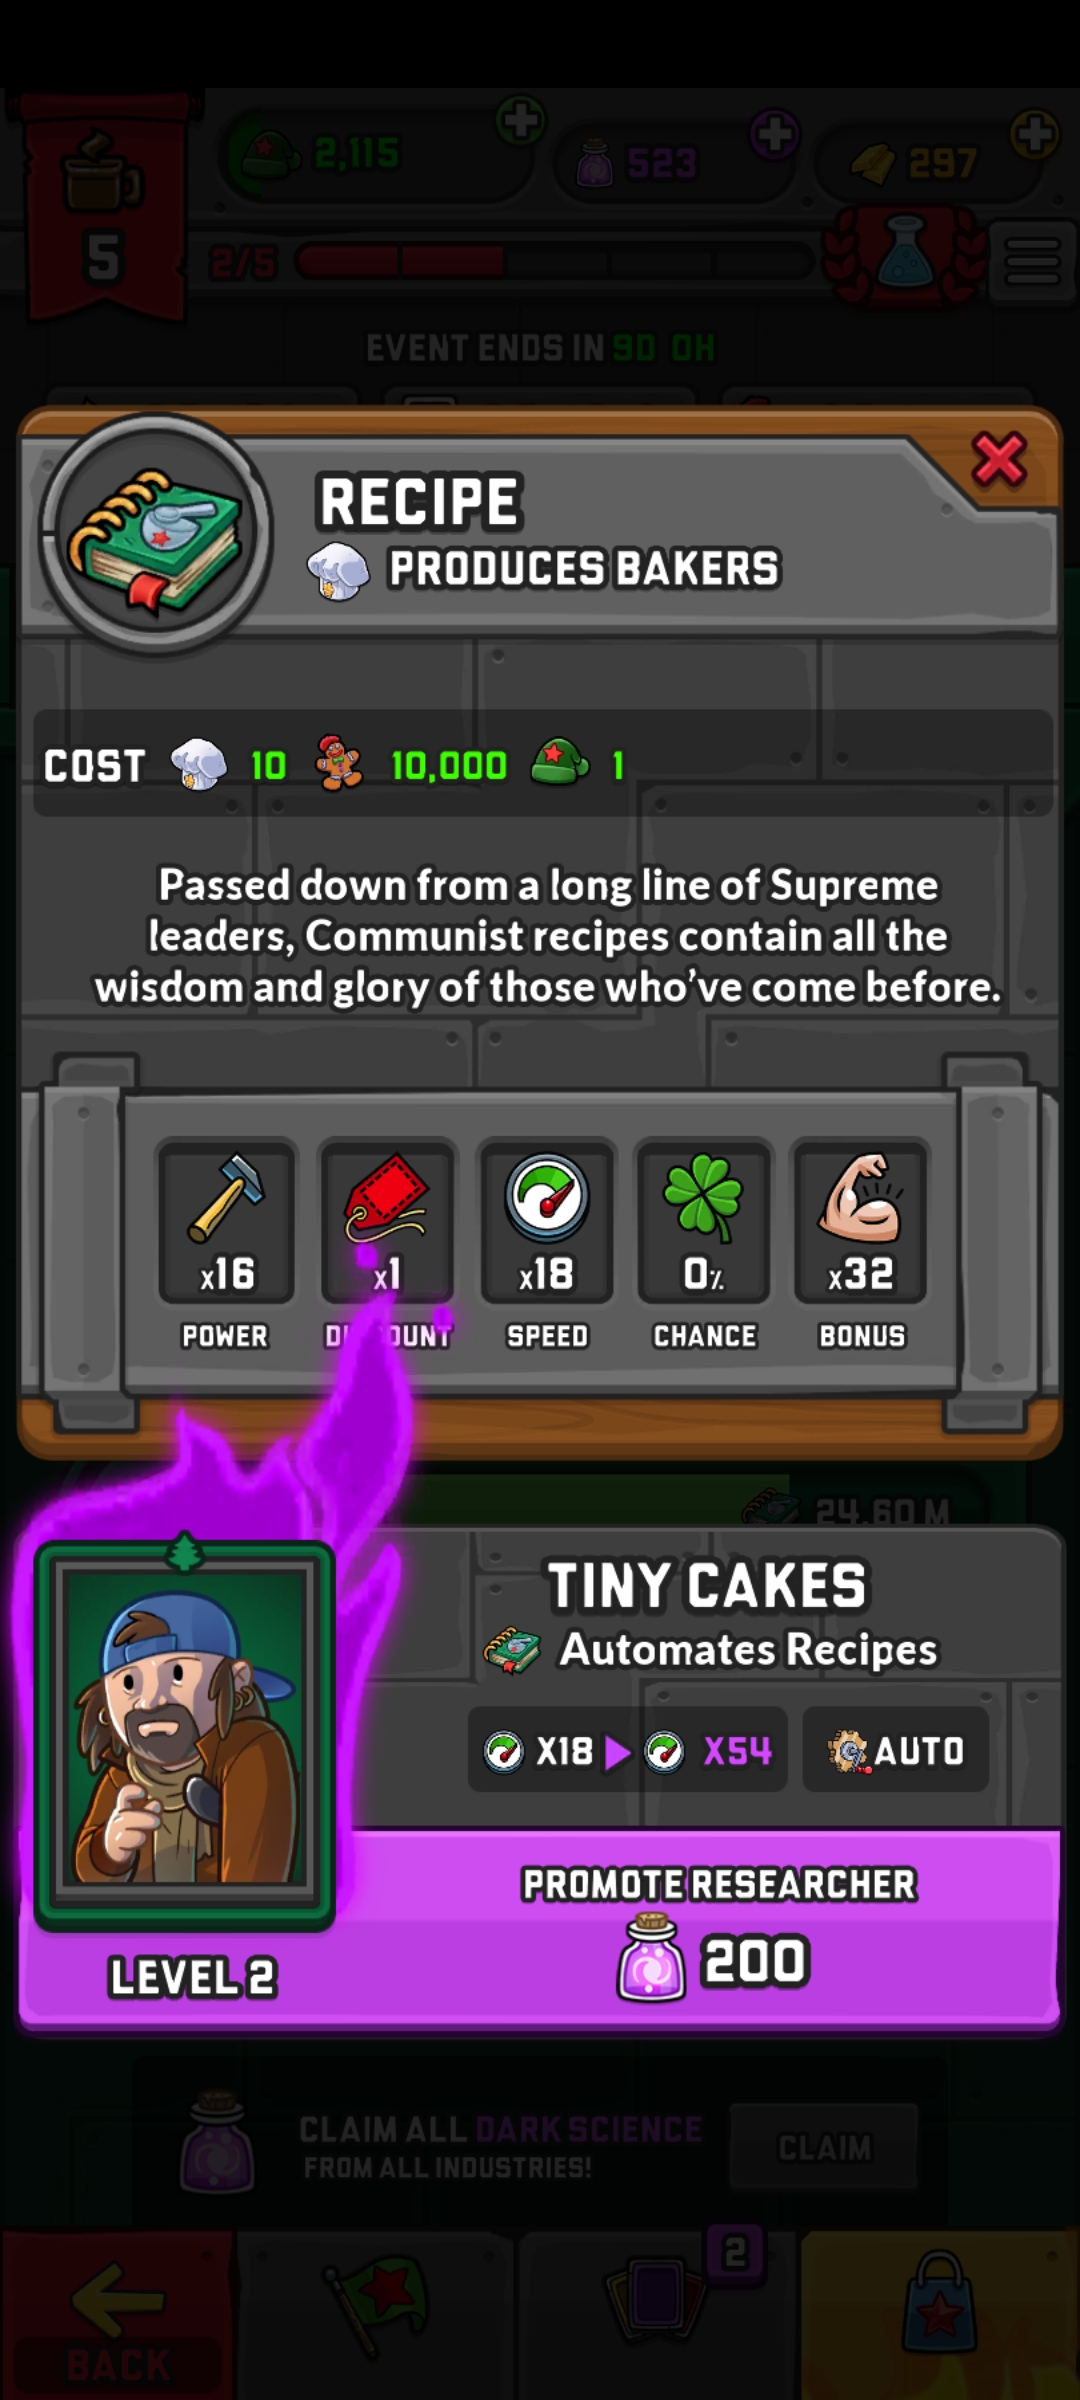 2,115
523
297
5
2/5
EVENT ENDS IN 9D 0H
RECIPE
PRODUCES BAKERS
COST 10 10,000 1
Passed down from a long line of Supreme
leaders, Communist recipes contain all the
wisdom and glory of those who've come before.
x16 x1 x18 0% x32
POWER DISCOUNT SPEED CHANCE BONUS
24.60 M
TINY CAKES
Automates Recipes
X18 X54 AUTO
PROMOTE RESEARCHER
200
LEVEL 2
CLAIM ALL DARK SCIENCE
FROM ALL INDUSTRIES!
CLAIM
2
BACK